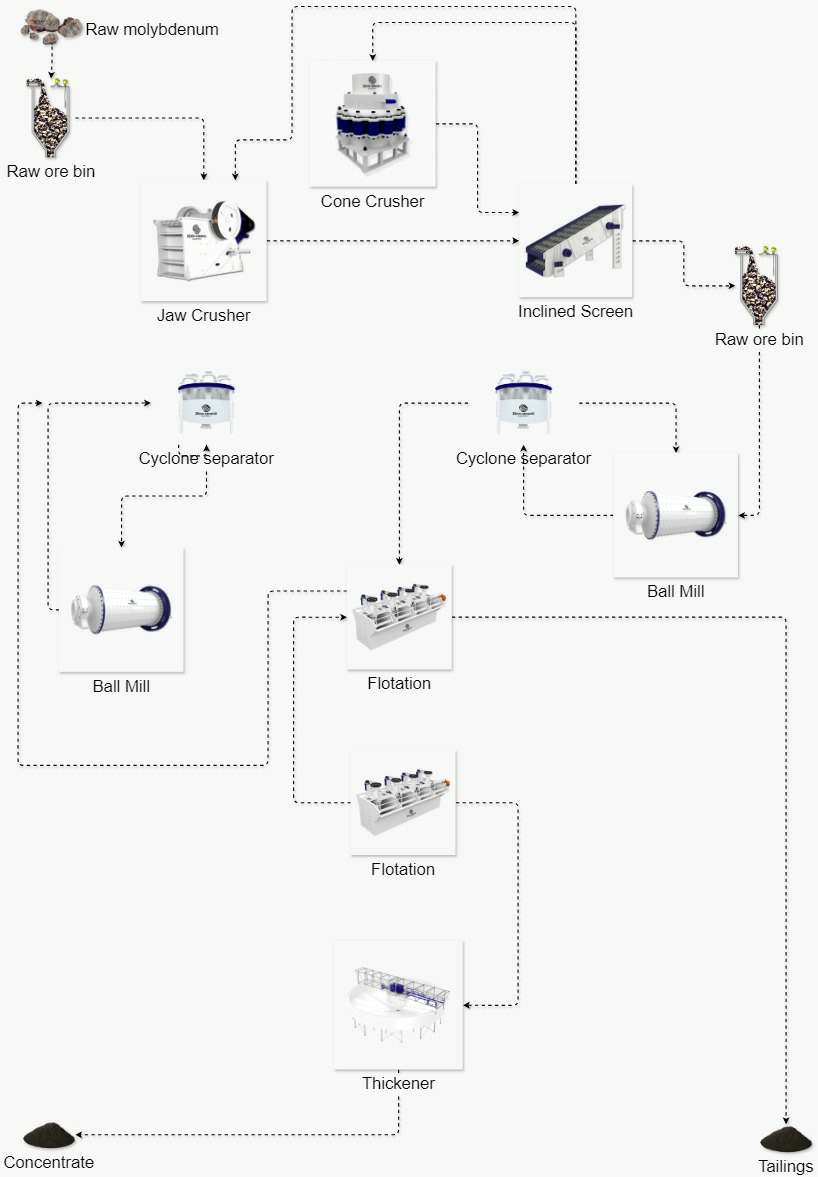 Raw molybdenum
Raw ore bin
Cone Crusher
Jaw Crusher
Inclined Screen
Raw ore bin
Cyclone separator
Cyclone separator
Ball Mill
Flotation
Ball Mill
Flotation
Thickener
Concentrate
Tailings